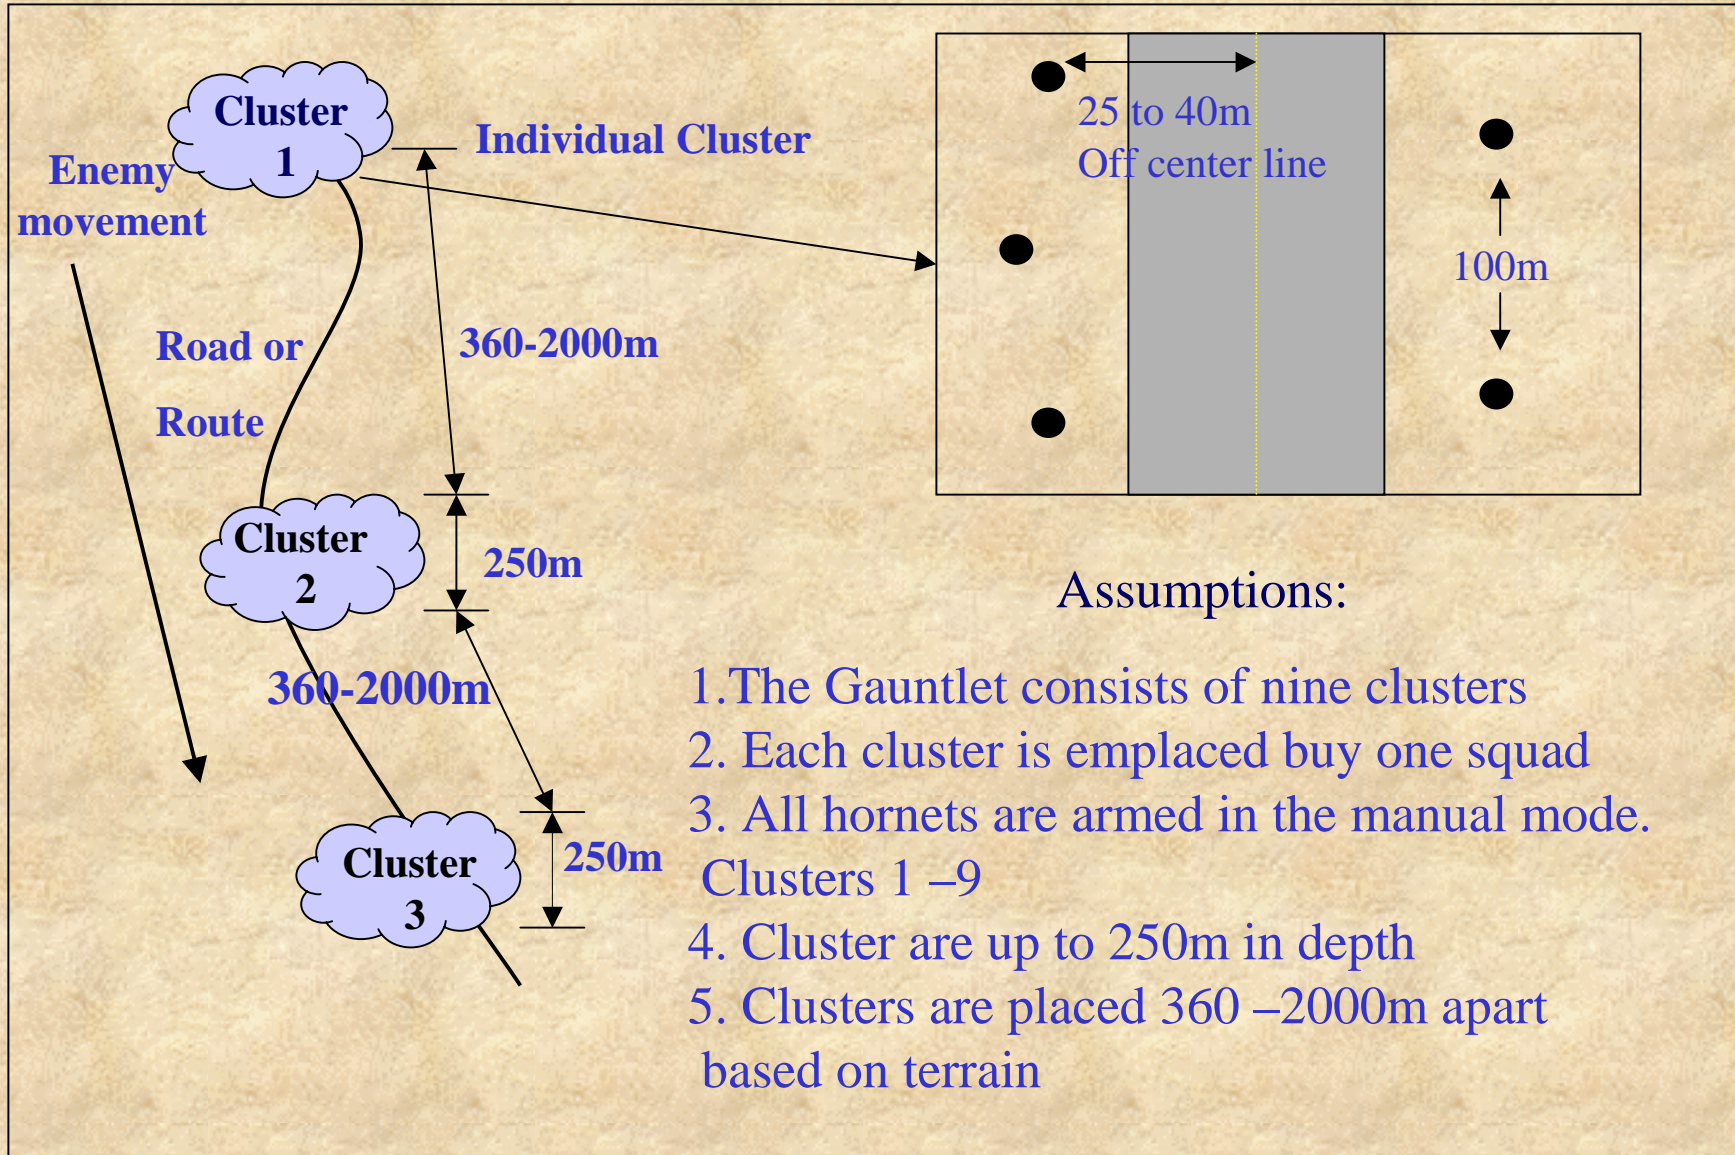 Cluster
1
Individual Cluster
Enemy
movement
25 to 40m
Off center line
100m
Road or
Route
360-2000m
Cluster
2
250m
360-2000m
Cluster
3
250m
Assumptions:
1.The Gauntlet consists of nine clusters
2. Each cluster is emplaced buy one squad
3. All hornets are armed in the manual mode.
Clusters 1 –9
4. Cluster are up to 250m in depth
5. Clusters are placed 360 –2000m apart
based on terrain